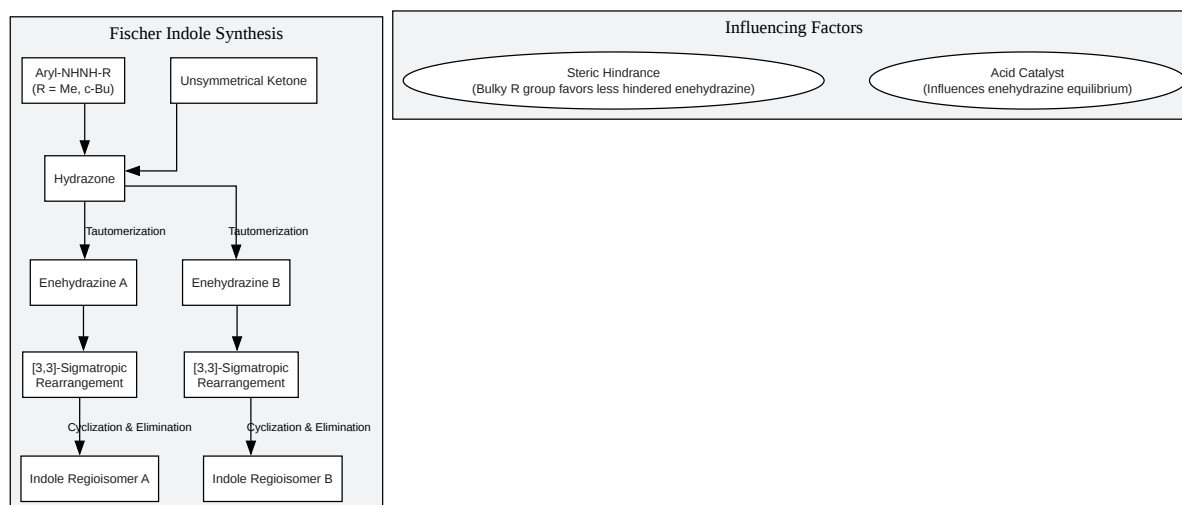 Fischer Indole Synthesis
Aryl-NHNH-R
(R = Me, c-Bu)
Unsymmetrical Ketone
Hydrazone
Tautomerization
Tautomerization
Enehydrazine A
Enehydrazine B
[3,3]-Sigmatropic
Rearrangement
[3,3]-Sigmatropic
Rearrangement
Cyclization & Elimination
Cyclization & Elimination
Indole Regioisomer A
Indole Regioisomer B
Influencing Factors
Steric Hindrance
(Bulky R group favors less hindered enehydrazine)
Acid Catalyst
(Influences enehydrazine equilibrium)